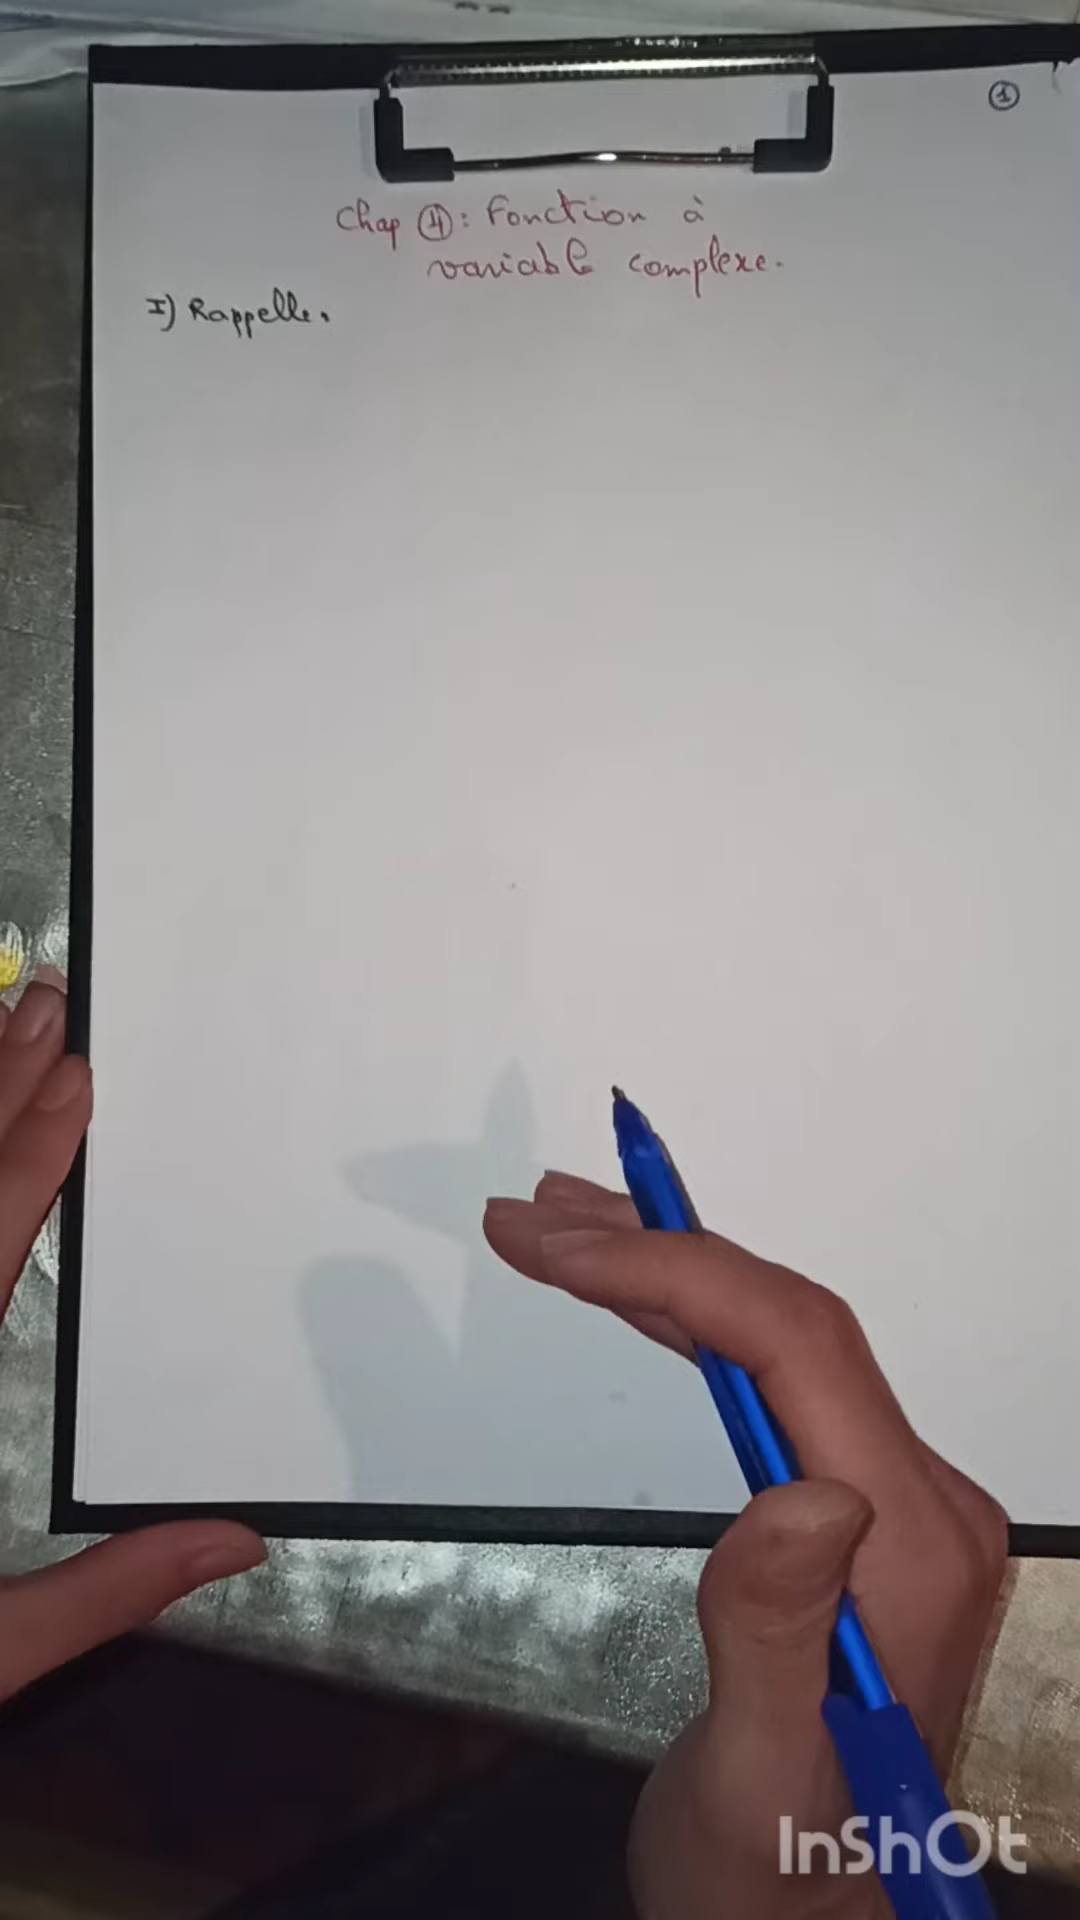 ①
Chap ④: Fonction à
variable complexe.
I) Rappelle.
InShOt